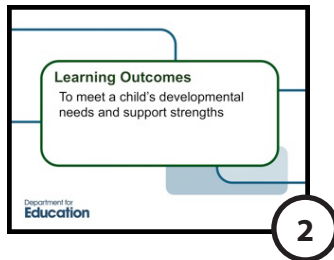 Learning Outcomes
To meet a child's developmental
needs and support strengths
Department for
Education
2